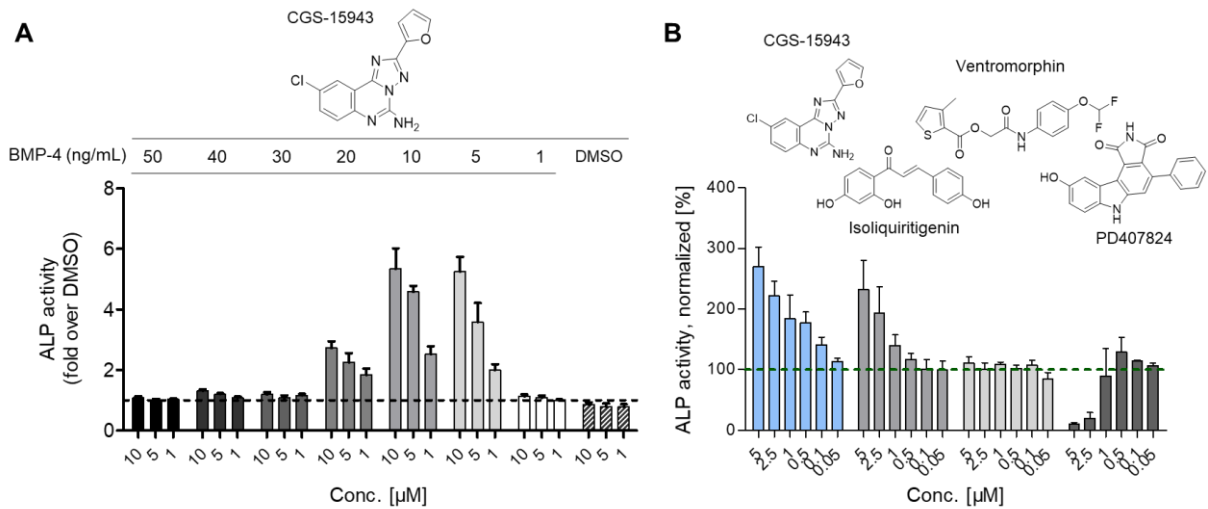 A
CGS-15943
O
N
N
N
Cl
N
NH2
BMP-4 (ng/mL) 50 40 30 20 10 5 1 DMSO
ALP activity
(fold over DMSO)
8
6
4
2
0
10 5 1 10 5 1 10 5 1 10 5 1 10 5 1 10 5 1 10 5 1 10 5 1
Conc. [µM]
B
CGS-15943
O
N
N
N
Cl
N
NH2
Ventromorphin
S
O
O
O
N
H
O
F
F
Isoliquiritigenin
O
HO
OH
OH
PD407824
H
N
O
O
HO
N
H
ALP activity, normalized [%]
400
300
200
100
0
5 2.5 1 0.5 0.1 0.05 5 2.5 1 0.5 0.1 0.05 5 2.5 1 0.5 0.1 0.05 5 2.5 1 0.5 0.1 0.05
Conc. [µM]